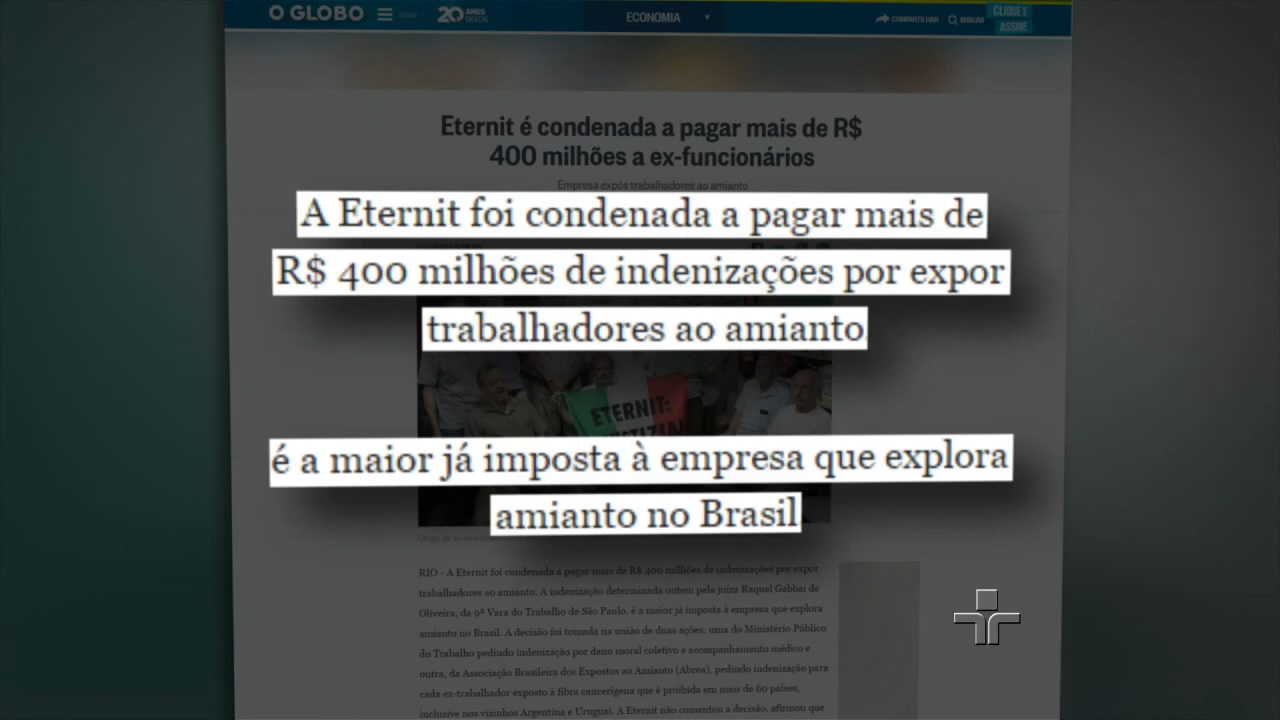 O GLOBO
20 ANOS DIGITAL
ECONOMIA
COMPARTILHAR
BUSCAR
CLIQUE E
ASSINE
Eternit é condenada a pagar mais de R$
400 milhões a ex-funcionários
Empresa expôs trabalhadores ao amianto
A Eternit foi condenada a pagar mais de
R$ 400 milhões de indenizações por expor
trabalhadores ao amianto
ETERNIT:
é a maior já imposta à empresa que explora
amianto no Brasil
RIO - A Eternit foi condenada a pagar mais de R$ 400 milhões de indenizações por expor
trabalhadores ao amianto. A indenização determinada ontem pela juíza Raquel Gabbai de
Oliveira, da 9ª Vara do Trabalho de São Paulo, é a maior já imposta à empresa que explora
amianto no Brasil. A decisão foi tomada na união de duas ações: uma do Ministério Público
do Trabalho pedindo indenização por dano moral coletivo e acompanhamento médico e
outra, da Associação Brasileira dos Expostos ao Amianto (Abrea), pedindo indenização para
cada ex-trabalhador exposto à fibra cancerígena que é proibida em mais de 60 países,
inclusive nos vizinhos Argentina e Uruguai. A Eternit não comentou a decisão, afirmou que